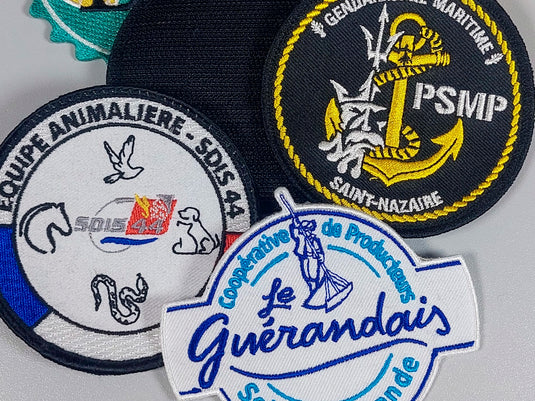 GENDARMERIE MARITIME
PSMP
SAINT-NAZAIRE
EQUIPE ANIMALIERE - SDIS 44
SDIS 44
Coopérative de Producteurs
Le
Guérandais